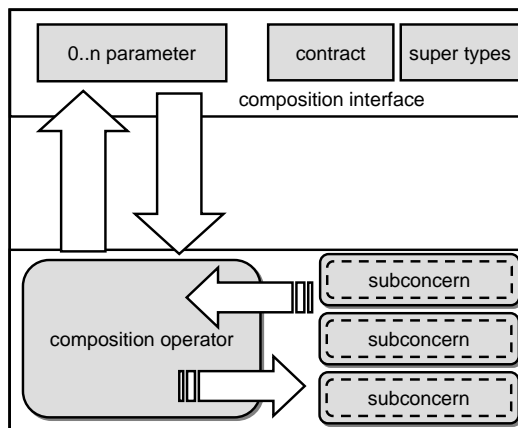 0..n parameter
contract
super types
composition interface
subconcern
composition operator
subconcern
subconcern